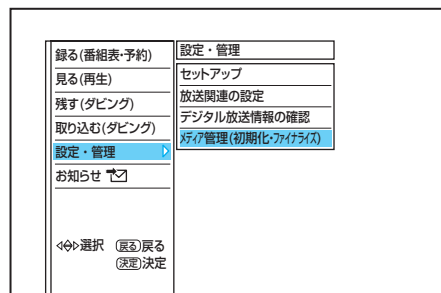 録る(番組表・予約)
見る(再生)
残す(ダビング)
取り込む(ダビング)
設定・管理
お知らせ
選択 戻る 戻る
決定 決定
設定・管理
セットアップ
放送関連の設定
デジタル放送情報の確認
メディア管理(初期化・ファイナライズ)